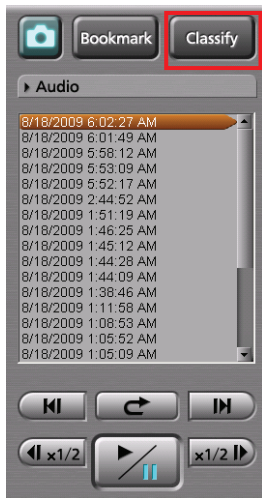 Bookmark Classify
Audio
8/18/2009 6:02:27 AM
8/18/2009 6:01:49 AM
8/18/2009 5:58:12 AM
8/18/2009 5:53:09 AM
8/18/2009 5:52:17 AM
8/18/2009 2:44:52 AM
8/18/2009 1:51:19 AM
8/18/2009 1:46:25 AM
8/18/2009 1:45:12 AM
8/18/2009 1:44:28 AM
8/18/2009 1:44:09 AM
8/18/2009 1:38:46 AM
8/18/2009 1:11:58 AM
8/18/2009 1:08:53 AM
8/18/2009 1:05:52 AM
8/18/2009 1:05:09 AM
x1/2 x1/2